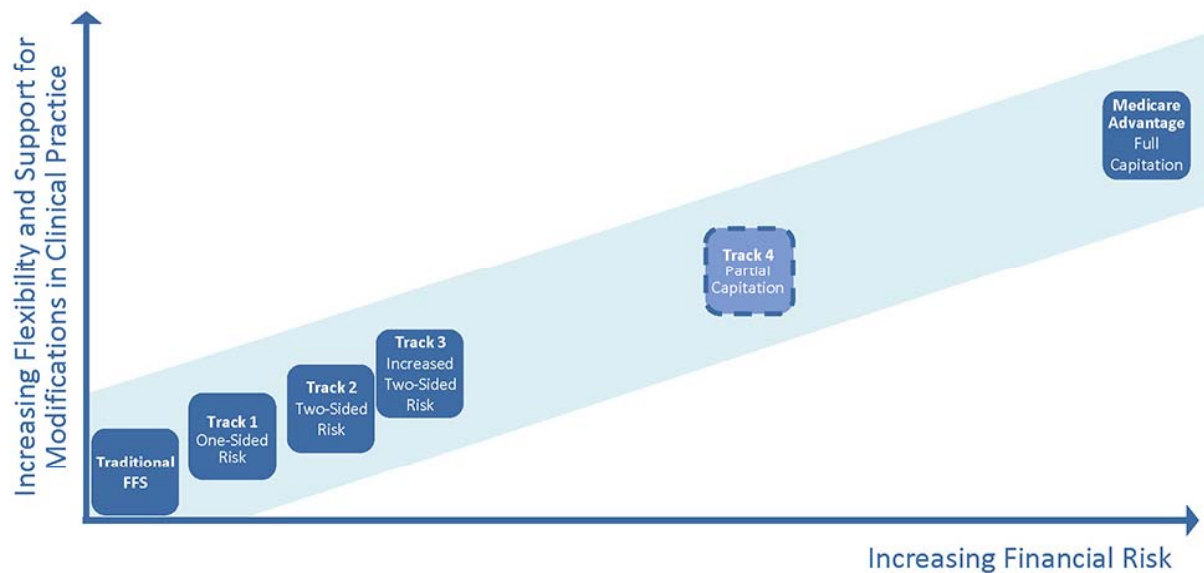 Increasing Flexibility and Support for
Modifications in Clinical Practice
Traditional
FFS
Track 1
One-Sided
Risk
Track 2
Two-Sided
Risk
Track 3
Increased
Two-Sided
Risk
Track 4
Partial
Capitation
Medicare
Advantage
Full
Capitation
Increasing Financial Risk